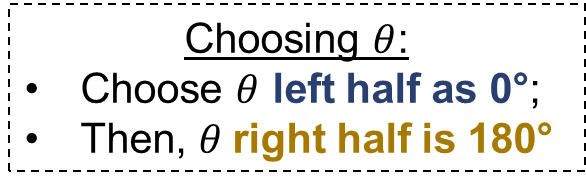 Choosing θ:
• Choose θ left half as 0°;
• Then, θ right half is 180°